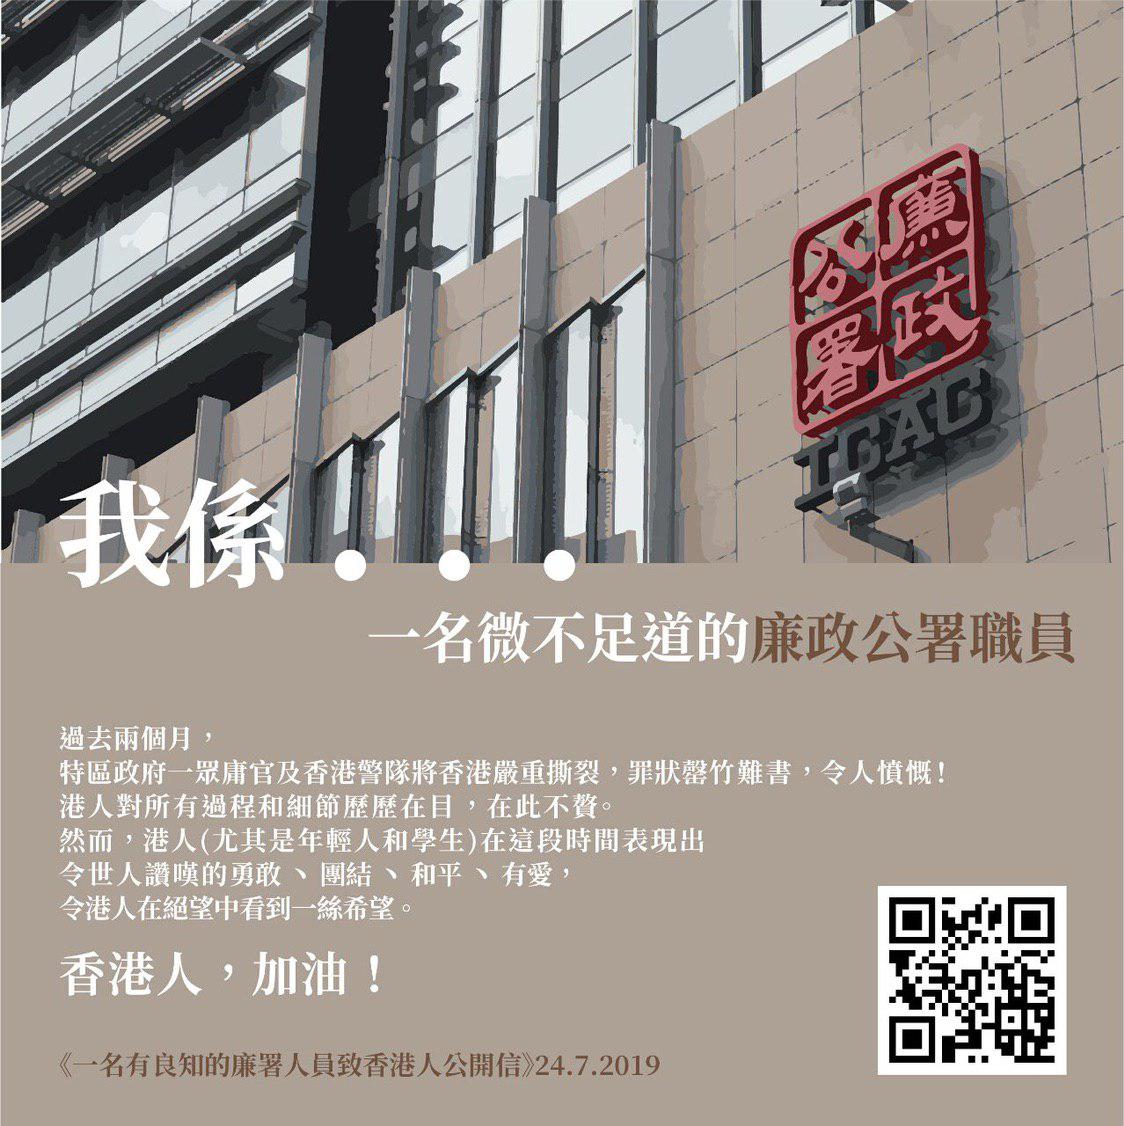 廉政公署
ICAC
我係...
一名微不足道的廉政公署職員
過去兩個月，
特區政府一眾庸官及香港警隊將香港嚴重撕裂，罪狀罄竹難書，令人憤慨！
港人對所有過程和細節歷歷在目，在此不贅。
然而，港人(尤其是年輕人和學生)在這段時間表現出
令世人讚嘆的勇敢、團結、和平、有愛，
令港人在絕望中看到一絲希望。
香港人，加油！
《一名有良知的廉署人員致香港人公開信》24.7.2019